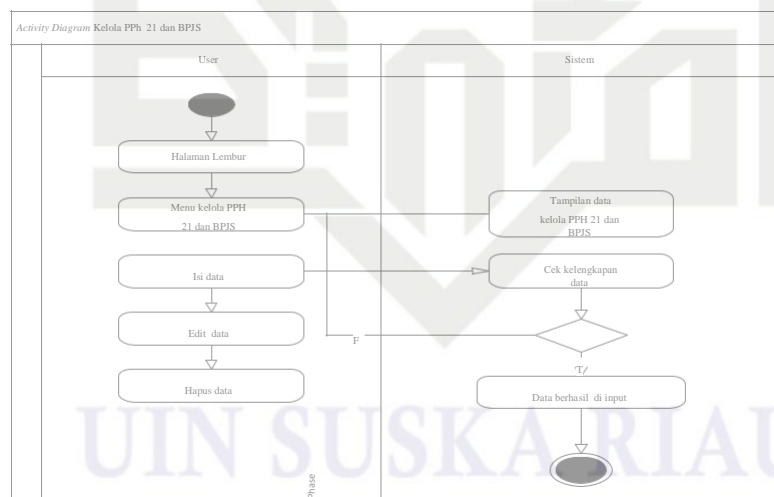 Activity Diagram Kelola PPh 21 dan BPJS
User
Sistem
Halaman Lembur
Menu kelola PPH
21 dan BPJS
Tampilan data
kelola PPH 21 dan
BPJS
Isi data
Cek kelengkapan
data
Edit data
F
T
Hapus data
Data berhasil di input
Phase
UIN SUSKA RIAU